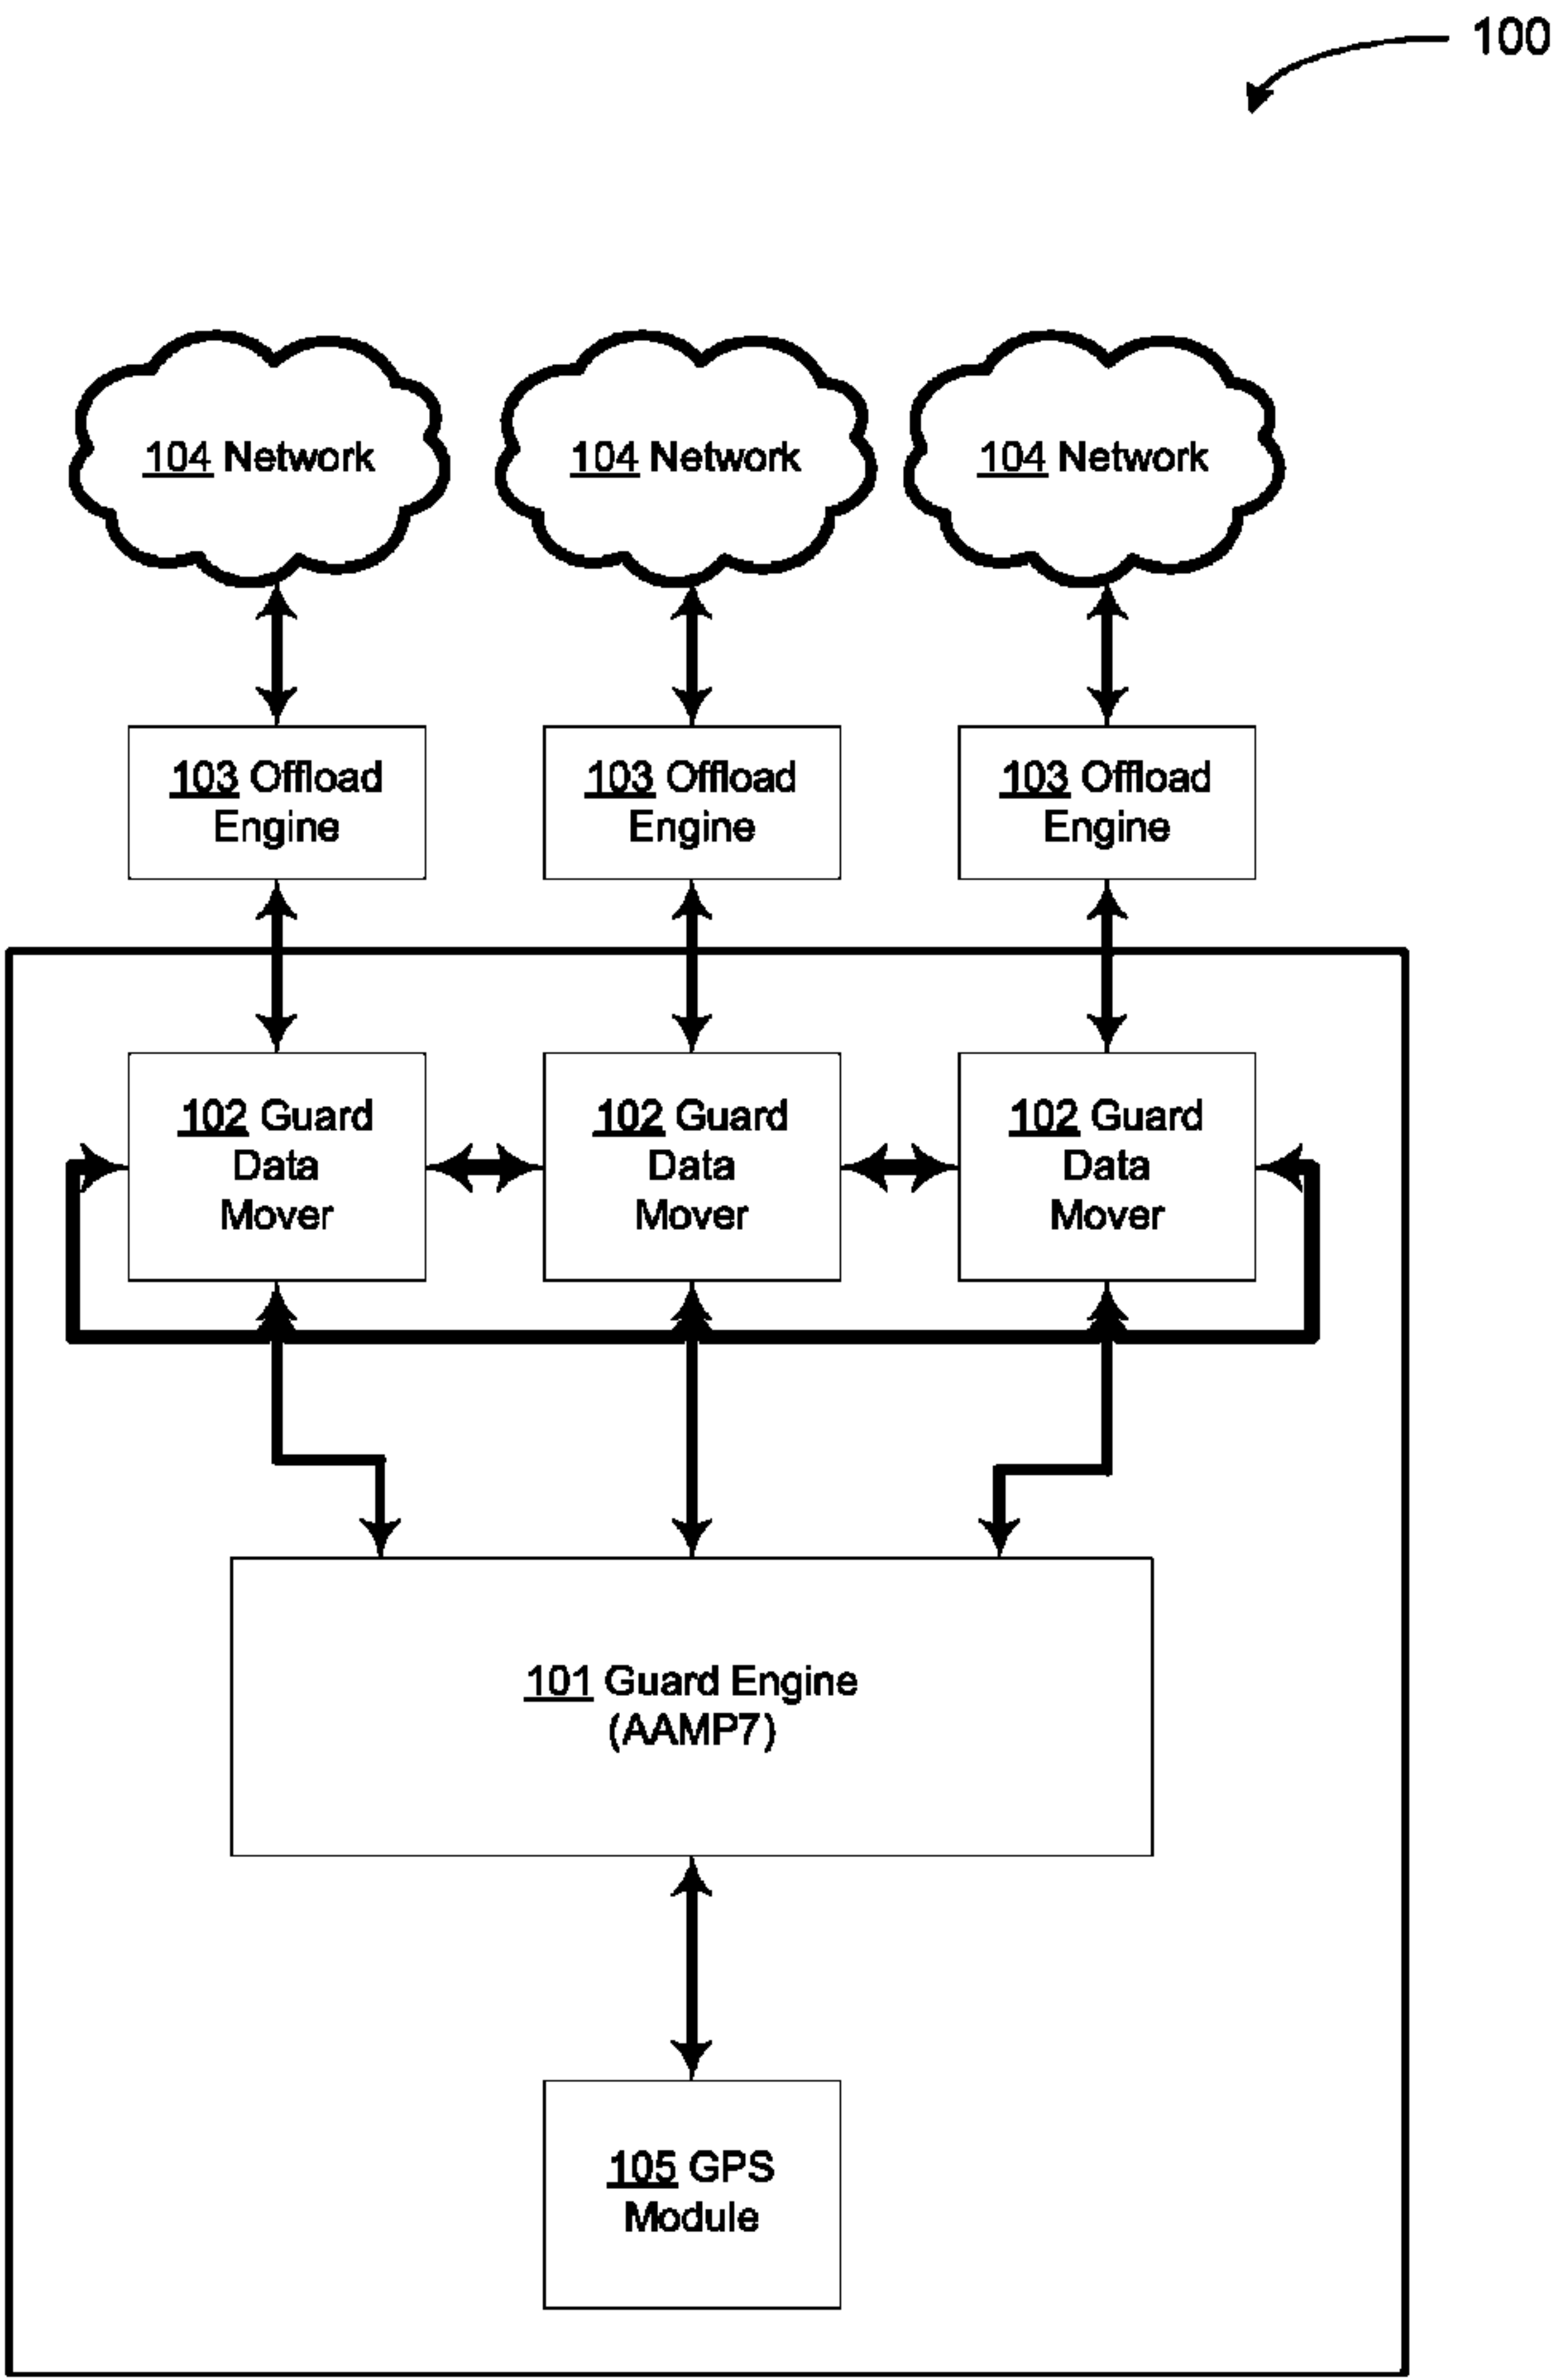 100
104 Network
104 Network
104 Network
103 Offload
Engine
103 Offload
Engine
103 Offload
Engine
102 Guard
Data
Mover
102 Guard
Data
Mover
102 Guard
Data
Mover
101 Guard Engine
(AAMP7)
105 GPS
Module